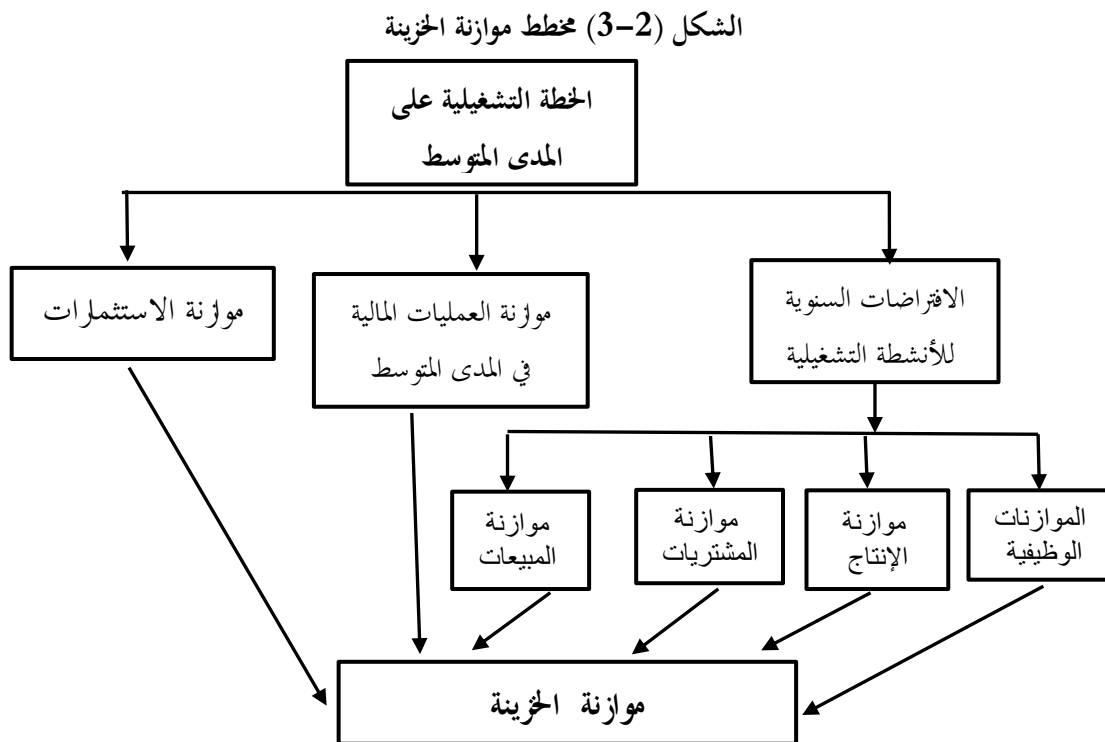 الشكل (2-3) مخطط موازنة الخزينة
الخطة التشغيلية على
المدى المتوسط
الافتراضات السنوية
للأنشطة التشغيلية
موازنة العمليات المالية
في المدى المتوسط
موازنة الاستثمارات
الموازنات
الوظيفية
موازنة
الإنتاج
موازنة
المشتريات
موازنة
المبيعات
موازنة الخزينة